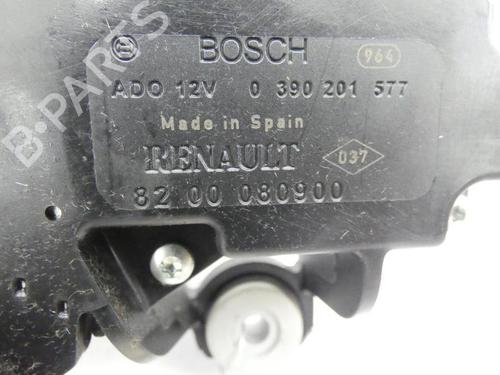 BOSCH 964
ADO 12V 0 390 201 577
Made in Spain
RENAULT 037
82 00 080900
B-PARTS